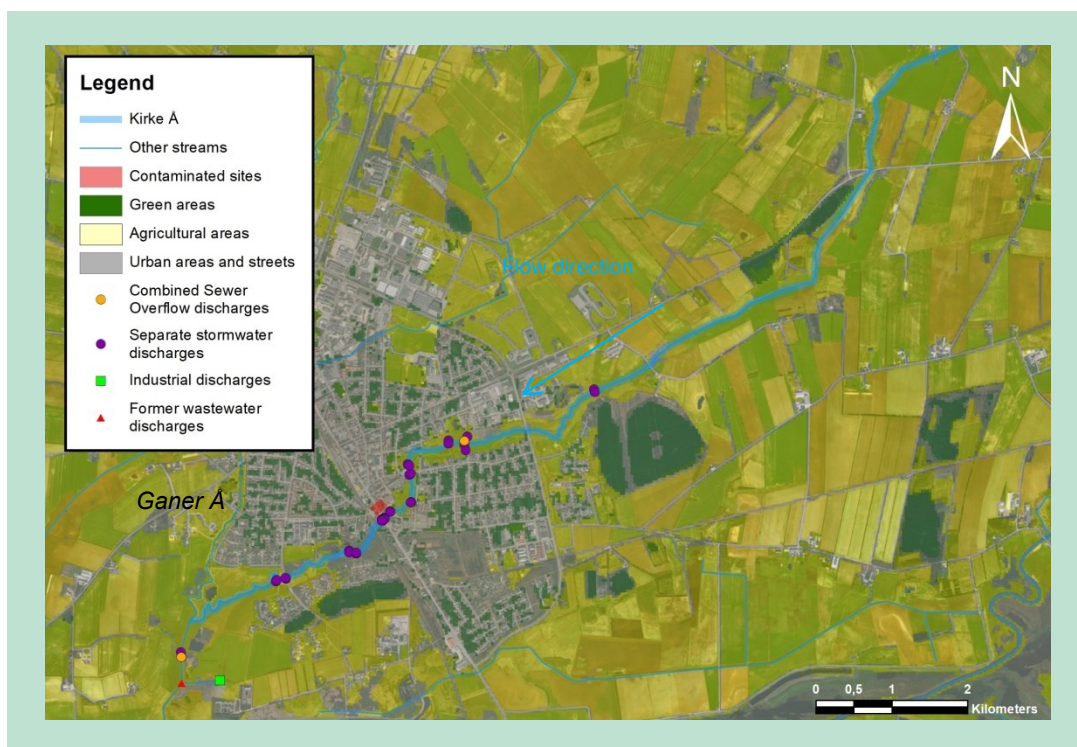 Legend
Kirke Å
Other streams
Contaminated sites
Green areas
Agricultural areas
Urban areas and streets
Combined Sewer
Overflow discharges
Separate stormwater
discharges
Industrial discharges
Former wastewater
discharges
N
Flow direction
Ganer Å
0 0,5 1 2
Kilometers